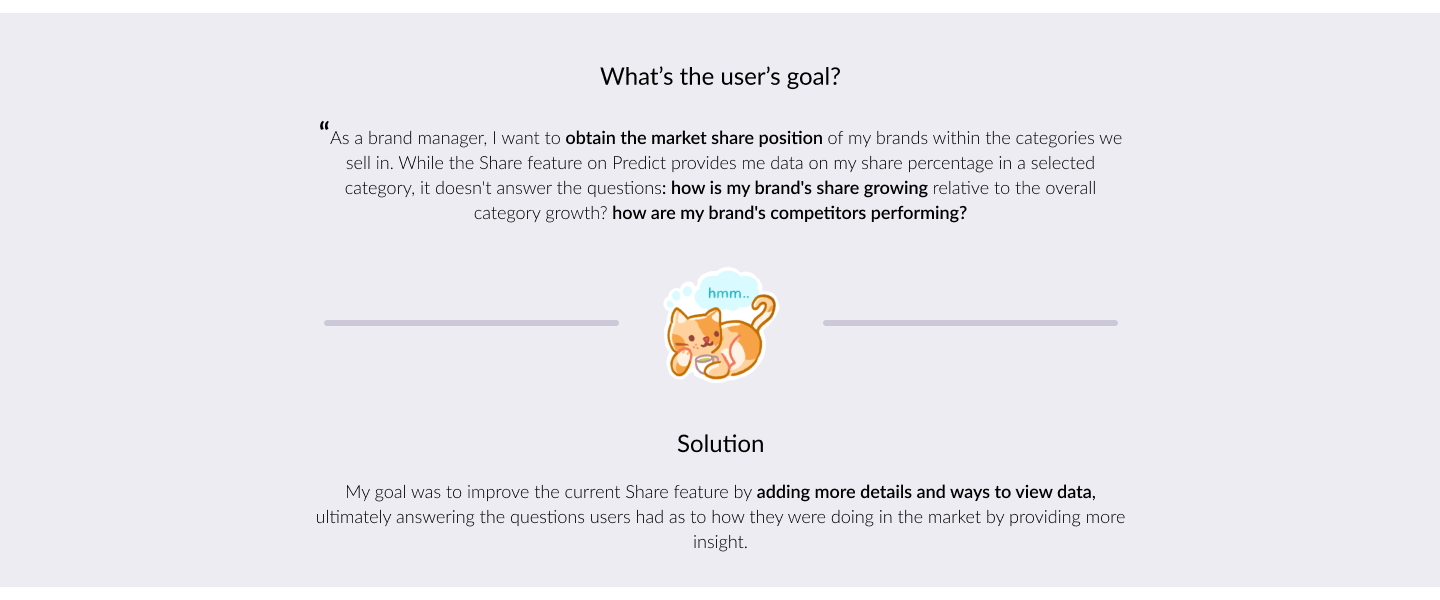 What’s the user’s goal?
“As a brand manager, I want to obtain the market share position of my brands within the categories we
sell in. While the Share feature on Predict provides me data on my share percentage in a selected
category, it doesn't answer the questions: how is my brand's share growing relative to the overall
category growth? how are my brand's competitors performing?
hmm..
Solution
My goal was to improve the current Share feature by adding more details and ways to view data,
ultimately answering the questions users had as to how they were doing in the market by providing more
insight.